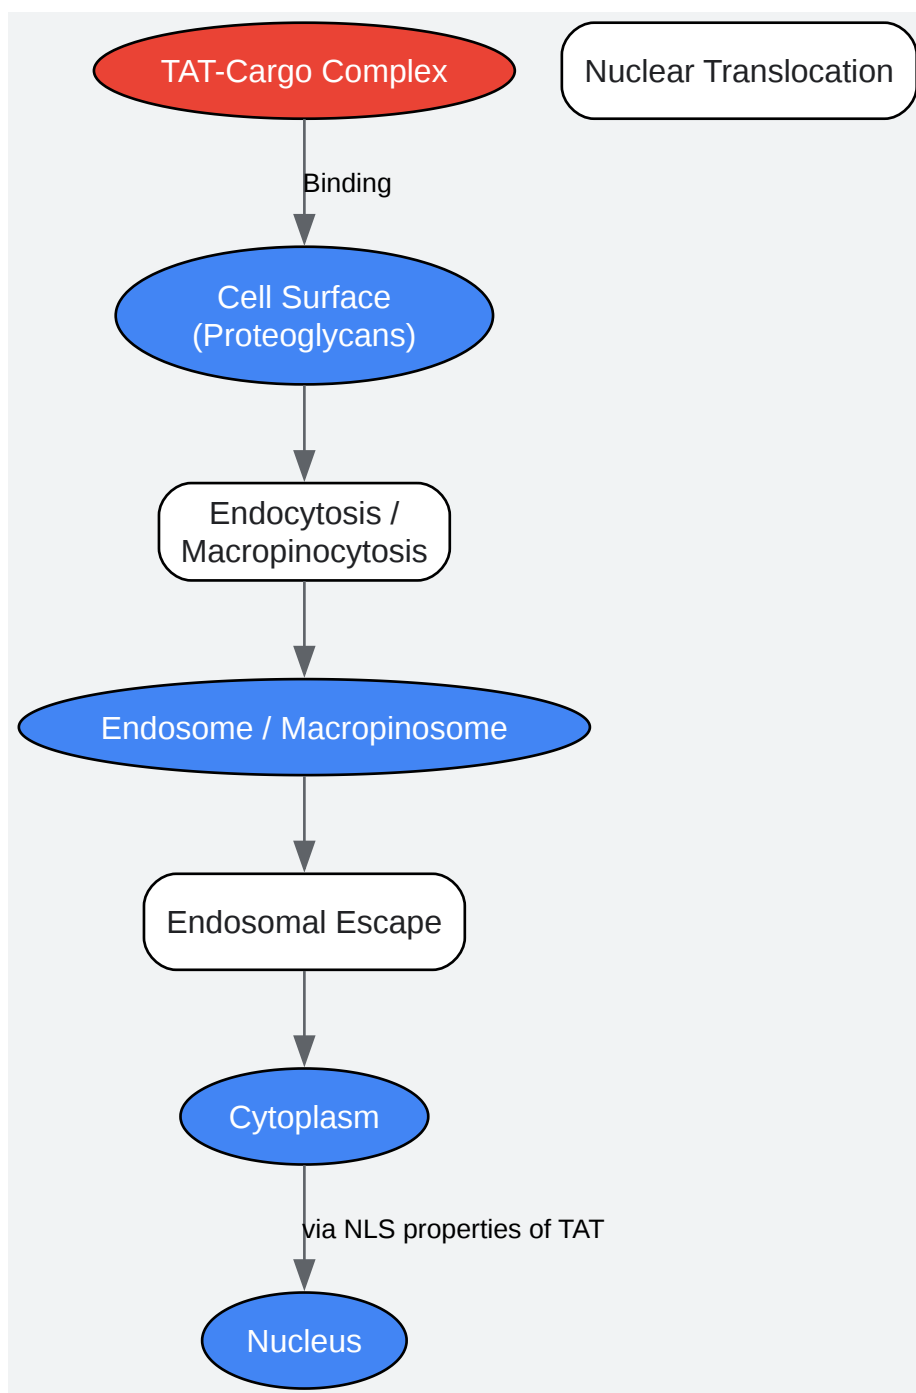 TAT-Cargo Complex
Nuclear Translocation
Binding
Cell Surface
(Proteoglycans)
Endocytosis /
Macropinocytosis
Endosome / Macropinosome
Endosomal Escape
Cytoplasm
via NLS properties of TAT
Nucleus